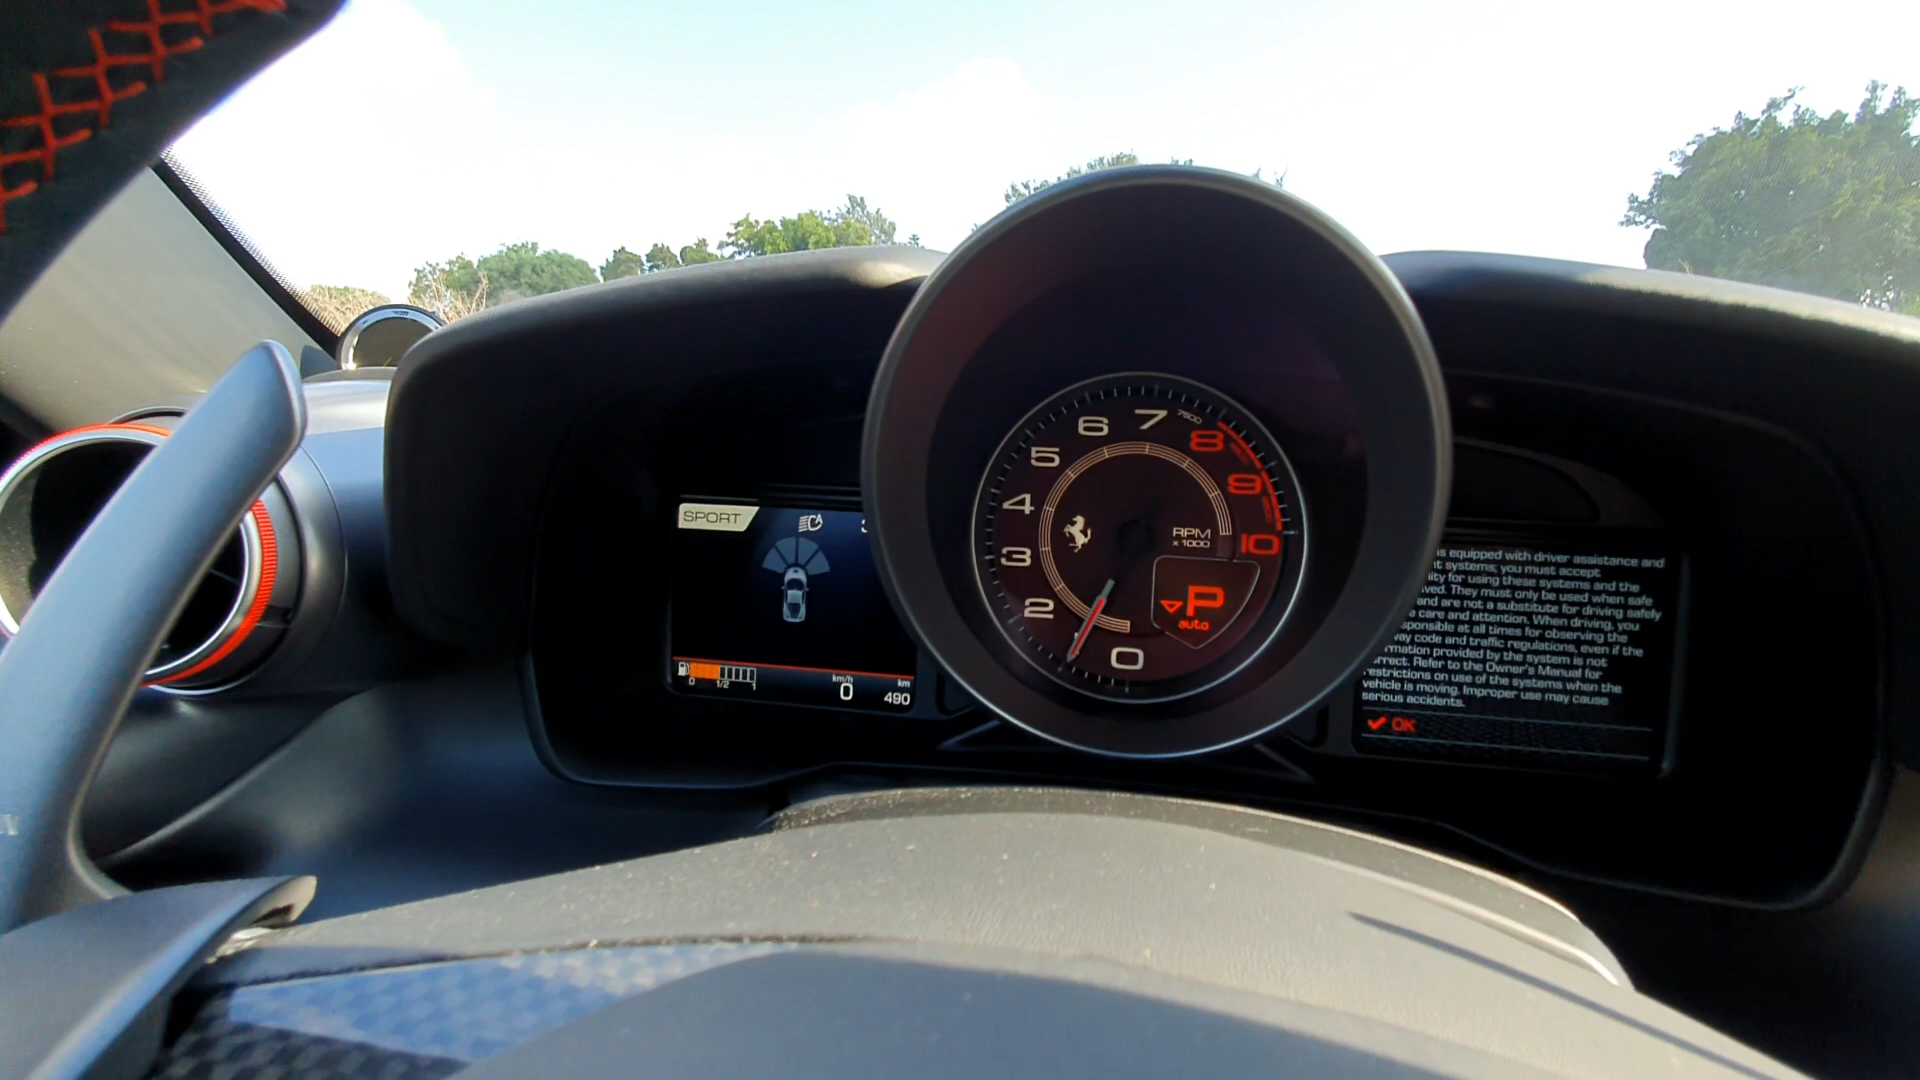 SPORT
0
1/2
1
km/h
0
km
490
6
7
7500
8
5
9
4
RPM
x 1000
10
3
P
2
auto
0
is equipped with driver assistance and
systems; you must accept
for using these systems and the
They must only be used when safe
and are not a substitute for driving safely
care and attention. When driving, you
at all times for observing the
code and traffic regulations, even if the
provided by the system is not
Refer to the Owner's Manual for
restrictions on use of the systems when the
vehicle is moving. Improper use may cause
serious accidents.
OK